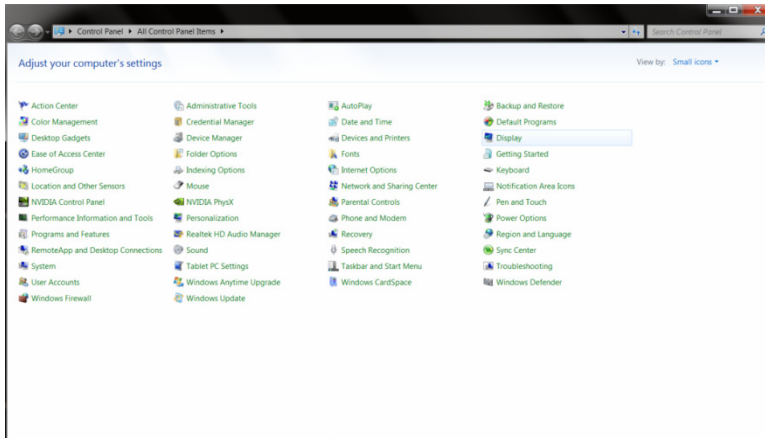 Control Panel ▸ All Control Panel Items ▸
Search Control Panel
Adjust your computer's settings
View by: Small icons
Action Center
Administrative Tools
AutoPlay
Backup and Restore
Color Management
Credential Manager
Date and Time
Default Programs
Desktop Gadgets
Device Manager
Devices and Printers
Display
Ease of Access Center
Folder Options
Fonts
Getting Started
HomeGroup
Indexing Options
Internet Options
Keyboard
Location and Other Sensors
Mouse
Network and Sharing Center
Notification Area Icons
NVIDIA Control Panel
NVIDIA PhysX
Parental Controls
Pen and Touch
Performance Information and Tools
Personalization
Phone and Modem
Power Options
Programs and Features
Realtek HD Audio Manager
Recovery
Region and Language
RemoteApp and Desktop Connections
Sound
Speech Recognition
Sync Center
System
Tablet PC Settings
Taskbar and Start Menu
Troubleshooting
User Accounts
Windows Anytime Upgrade
Windows CardSpace
Windows Defender
Windows Firewall
Windows Update